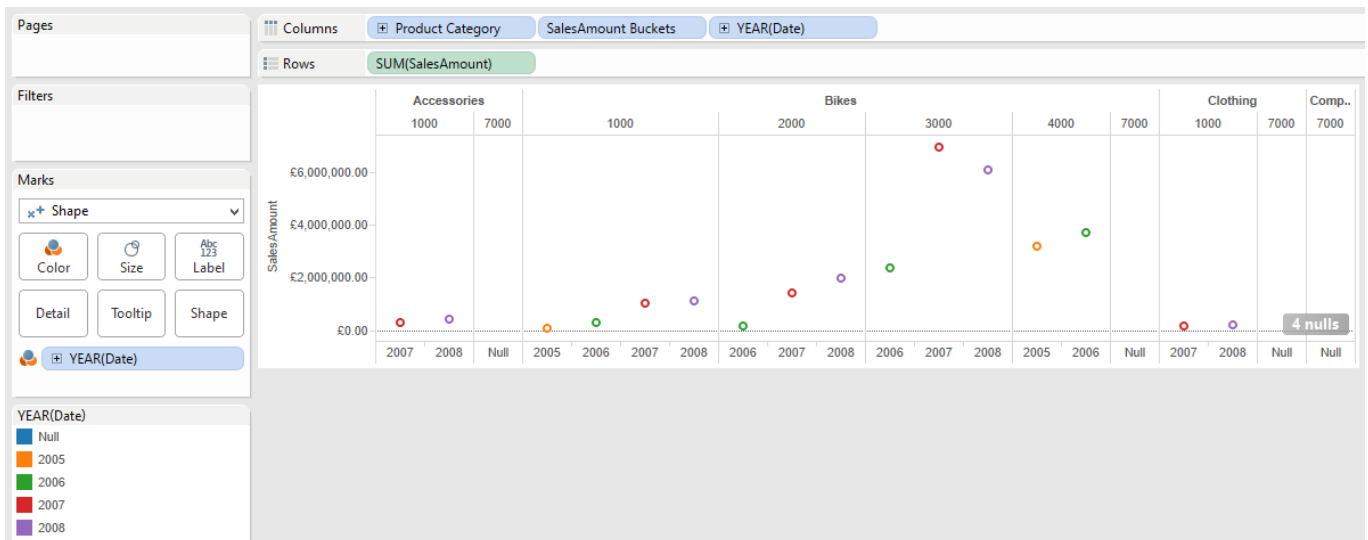 Pages
Columns
Product Category
SalesAmount Buckets
YEAR(Date)
Rows
SUM(SalesAmount)
Filters
Marks
Shape
Color
Size
Abc
123
Label
Detail
Tooltip
Shape
YEAR(Date)
YEAR(Date)
Null
2005
2006
2007
2008
Accessories Bikes Clothing Comp..
1000 7000 1000 2000 3000 4000 7000 1000 7000 7000
SalesAmount
£6,000,000.00
£4,000,000.00
£2,000,000.00
£0.00
4 nulls
2007 2008 Null 2005 2006 2007 2008 2006 2007 2008 2006 2007 2008 2005 2006 Null 2007 2008 Null Null